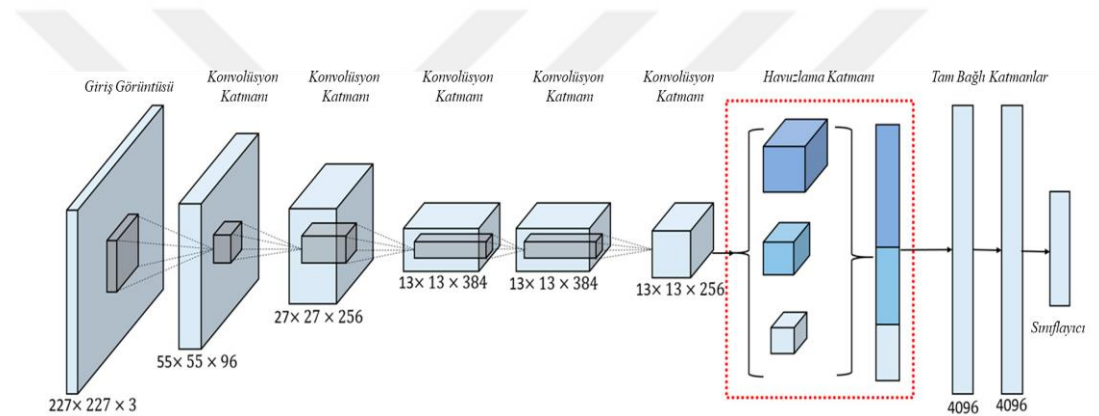 Giriş Görüntüsü
Konvolüsyon
Katmanı
Konvolüsyon
Katmanı
Konvolüsyon
Katmanı
Konvolüsyon
Katmanı
Konvolüsyon
Katmanı
Havuzlama Katmanı
Tam Bağlı Katmanlar
227× 227 × 3
55× 55 × 96
27× 27 × 256
13× 13 × 384
13× 13 × 384
13× 13 × 256
4096
4096
Sınıflayıcı